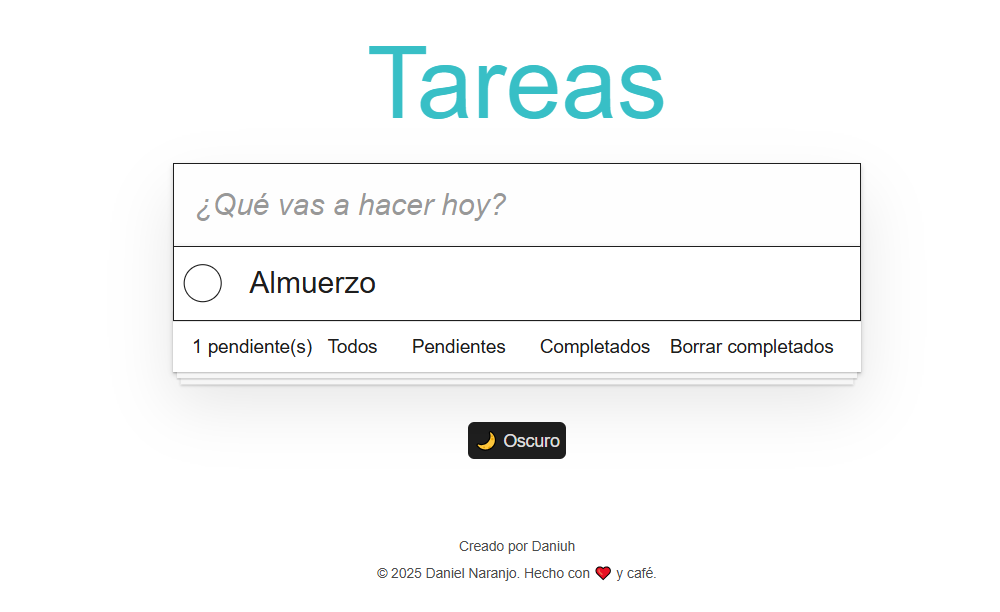 Tareas
¿Qué vas a hacer hoy?
Almuerzo
1 pendiente(s) Todos Pendientes Completados Borrar completados
🌙 Oscuro
Creado por Daniuh
© 2025 Daniel Naranjo. Hecho con ❤️ y café.